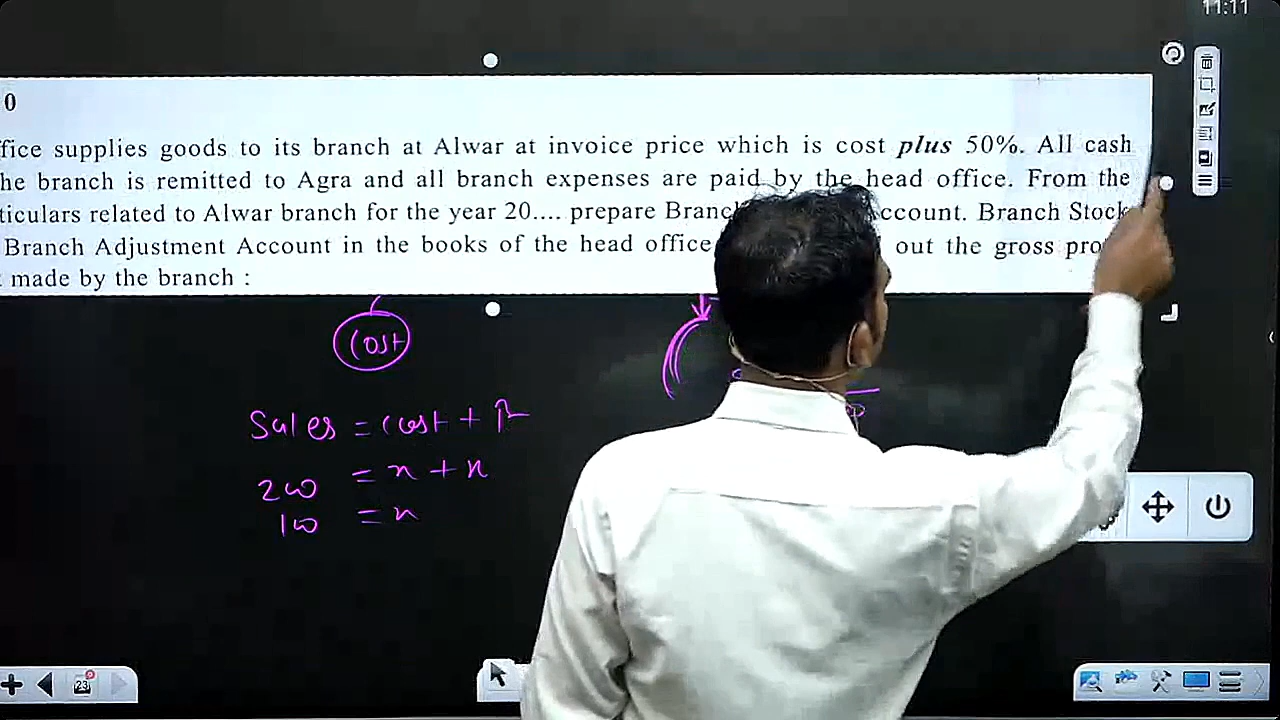 11:11
0
ffice supplies goods to its branch at Alwar at invoice price which is cost plus 50%. All cash
he branch is remitted to Agra and all branch expenses are paid by the head office. From the
ticulars related to Alwar branch for the year 20.... prepare Branc ccount. Branch Stock
Branch Adjustment Account in the books of the head office out the gross pro
made by the branch :
Cost
Sales = Cost +
200 = n + n
100 = n
23